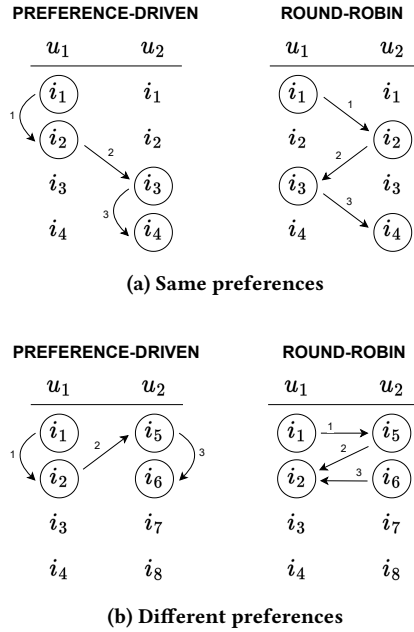 PREFERENCE-DRIVEN ROUND-ROBIN
u1 u2 u1 u2
i1 i1 i1 i1
1 1
i2 i2 i2 i2
2 2
i3 i3 i3 i3
3 3
i4 i4 i4 i4
(a) Same preferences
PREFERENCE-DRIVEN ROUND-ROBIN
u1 u2 u1 u2
i1 i5 i1 1 i5
1 2 3 2
i2 i6 i2 3 i6
i3 i7 i3 i7
i4 i8 i4 i8
(b) Different preferences